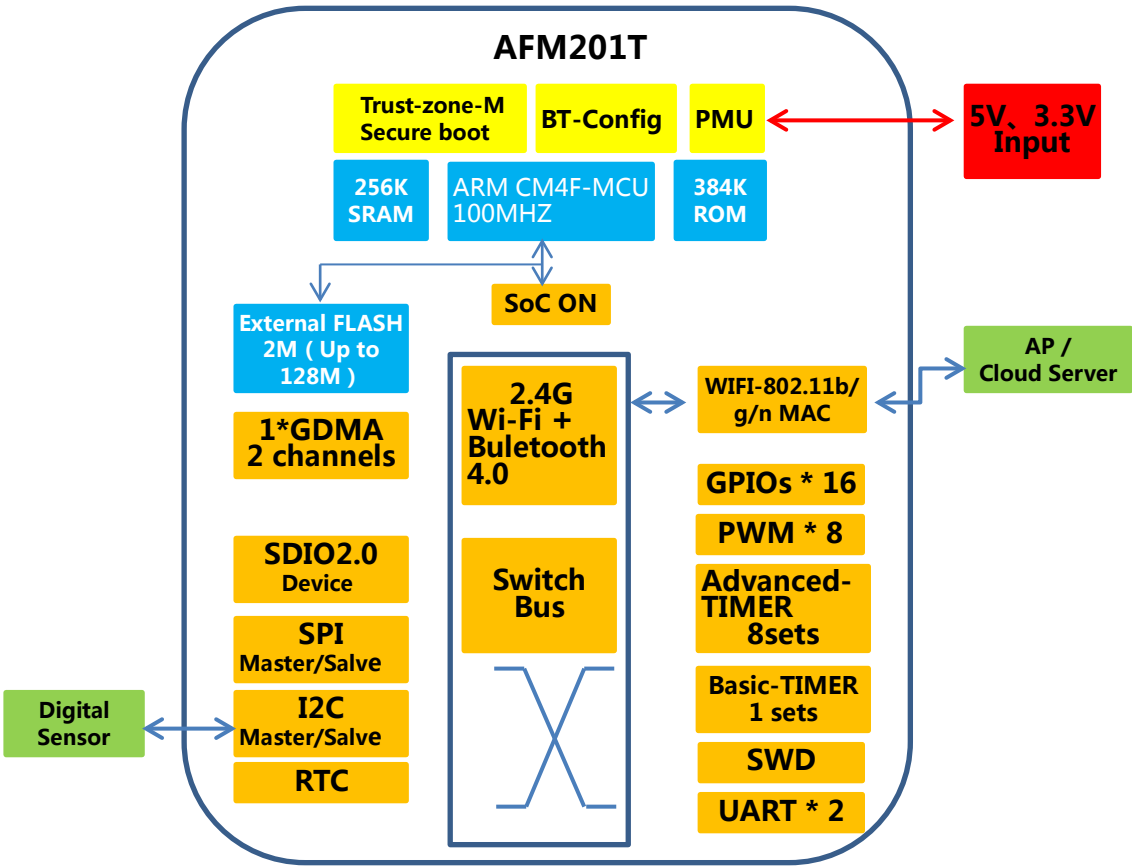 AFM201T
Trust-zone-M
Secure boot
BT-Config
PMU
5V、3.3V
Input
256K
SRAM
ARM CM4F-MCU
100MHZ
384K
ROM
SoC ON
External FLASH
2M ( Up to
128M )
AP /
Cloud Server
2.4G
Wi-Fi +
Buletooth
4.0
WIFI-802.11b/
g/n MAC
1*GDMA
2 channels
GPIOs * 16
PWM * 8
SDIO2.0
Device
Switch
Bus
Advanced-
TIMER
8sets
SPI
Master/Salve
Basic-TIMER
1 sets
Digital
Sensor
I2C
Master/Salve
SWD
RTC
UART * 2